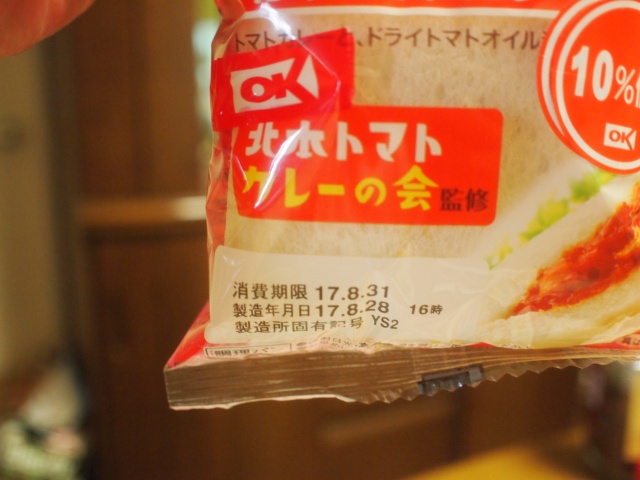 トマトカレーと、ドライトマトオイル
OK
10%
OK
北本トマト
カレーの会監修
消費期限 17.8.31
製造年月日 17.8.28 16時
製造所固有記号 YS2